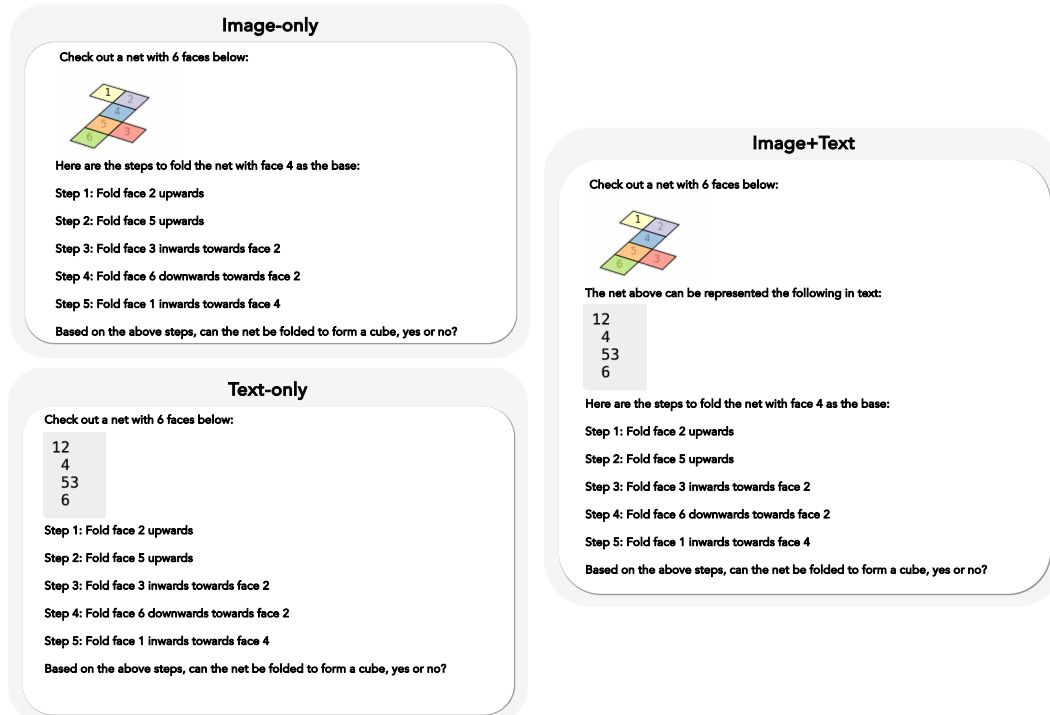 Image-only
Check out a net with 6 faces below:
1 2
4
5 3
6
Here are the steps to fold the net with face 4 as the base:
Step 1: Fold face 2 upwards
Step 2: Fold face 5 upwards
Step 3: Fold face 3 inwards towards face 2
Step 4: Fold face 6 downwards towards face 2
Step 5: Fold face 1 inwards towards face 4
Based on the above steps, can the net be folded to form a cube, yes or no?
Text-only
Check out a net with 6 faces below:
12
4
53
6
Step 1: Fold face 2 upwards
Step 2: Fold face 5 upwards
Step 3: Fold face 3 inwards towards face 2
Step 4: Fold face 6 downwards towards face 2
Step 5: Fold face 1 inwards towards face 4
Based on the above steps, can the net be folded to form a cube, yes or no?
Image+Text
Check out a net with 6 faces below:
1 2
4
5 3
6
The net above can be represented the following in text:
12
4
53
6
Here are the steps to fold the net with face 4 as the base:
Step 1: Fold face 2 upwards
Step 2: Fold face 5 upwards
Step 3: Fold face 3 inwards towards face 2
Step 4: Fold face 6 downwards towards face 2
Step 5: Fold face 1 inwards towards face 4
Based on the above steps, can the net be folded to form a cube, yes or no?